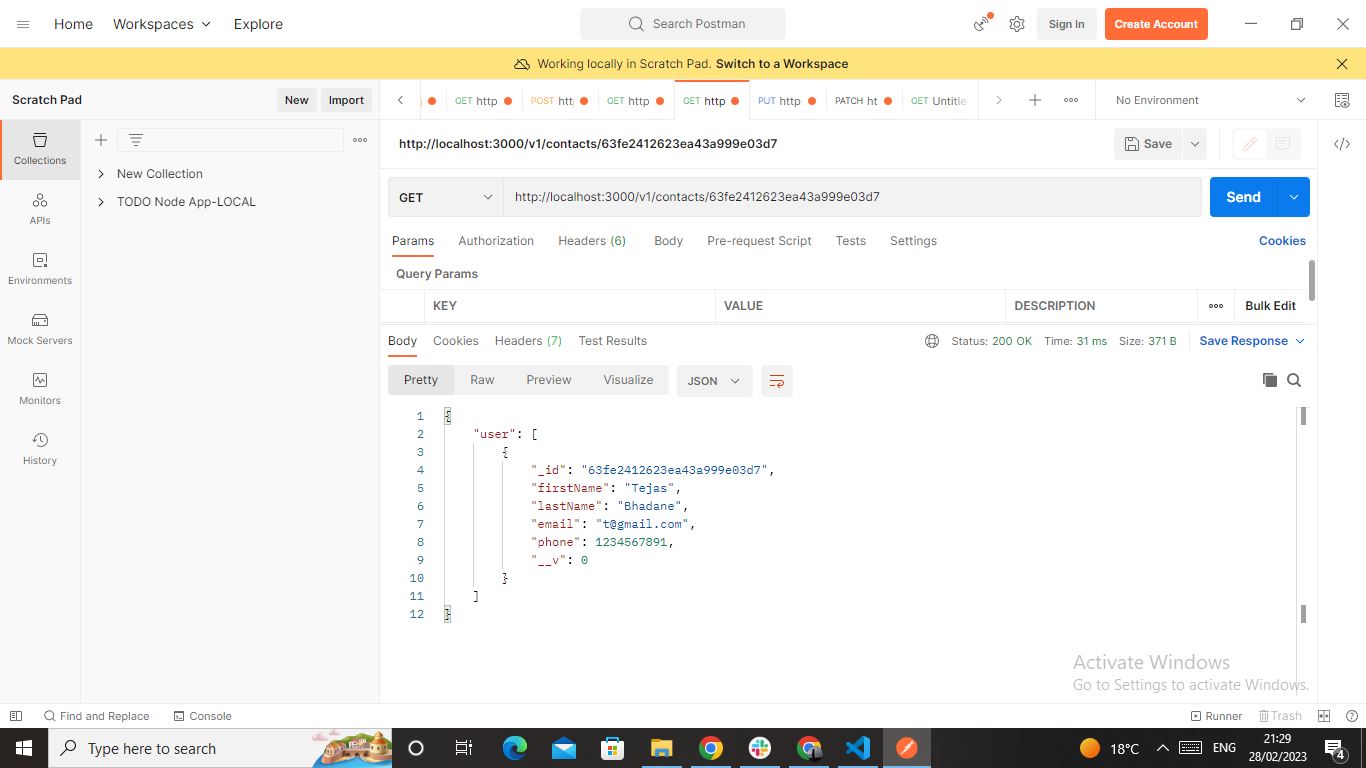 Home Workspaces Explore Search Postman Sign In Create Account
Working locally in Scratch Pad. Switch to a Workspace
Scratch Pad New Import GET http POST htt GET http GET http PUT http PATCH ht GET Untitle No Environment
http://localhost:3000/v1/contacts/63fe2412623ea43a999e03d7 Save
Collections
New Collection
TODO Node App-LOCAL
APIs
Environments
Mock Servers
Monitors
History
GET http://localhost:3000/v1/contacts/63fe2412623ea43a999e03d7 Send
Params Authorization Headers (6) Body Pre-request Script Tests Settings Cookies
Query Params
KEY VALUE DESCRIPTION Bulk Edit
Body Cookies Headers (7) Test Results Status: 200 OK Time: 31 ms Size: 371 B Save Response
Pretty Raw Preview Visualize JSON
1 {
2 "user": [
3 {
4 "_id": "63fe2412623ea43a999e03d7",
5 "firstName": "Tejas",
6 "lastName": "Bhadane",
7 "email": "t@gmail.com",
8 "phone": 1234567891,
9 "__v": 0
10 }
11 ]
12 }
Activate Windows
Go to Settings to activate Windows.
Find and Replace Console Runner Trash
Type here to search 18°C ENG 21:29
28/02/2023 4